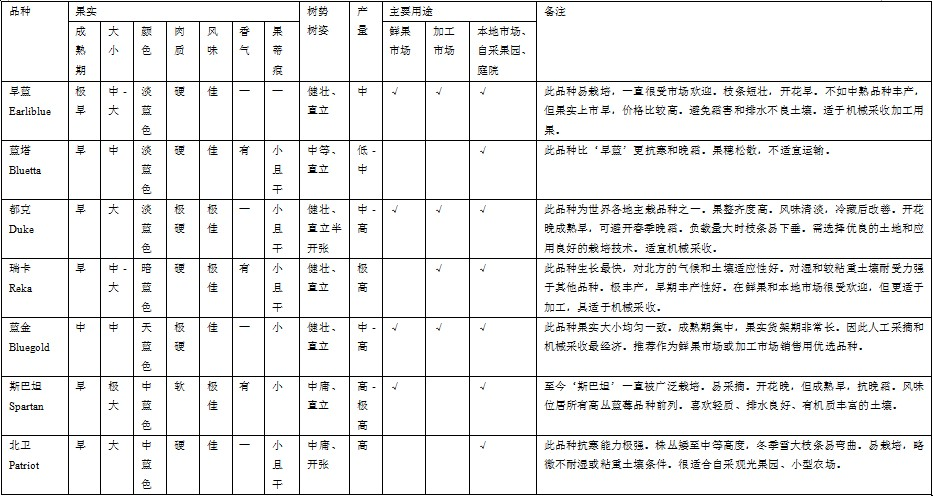 品种 果实 树势树姿 产量 主要用途 备注
成熟期 大小 颜色 肉质 风味 香气 果蒂痕 鲜果市场 加工市场 本地市场、自采果园、庭院
早蓝 Earliblue 极早 中-大 淡蓝色 硬 佳 — — 健壮、直立 中 √ √ √
此品种易栽培，一直很受市场欢迎。枝条短壮，开花早。不如中熟品种丰产，
但果实上市早，价格比较高。避免霜害和排水不良土壤。适于机械采收加工用
果。
蓝塔 Bluetta 早 中 淡蓝色 硬 佳 有 小且干 中等、直立 低-中 √
此品种比‘早蓝’更抗寒和晚霜。果穗松散，不适宜运输。
都克 Duke 早 大 淡蓝色 极硬 极佳 — 小且干 健壮、直立半开张 中-高 √ √ √
此品种为世界各地主栽品种之一。果整齐度高。风味清淡，冷藏后改善。开花
晚成熟早，可避开春季晚霜。负载量大时枝条易下垂。需选择优良的土地和应
用良好的栽培技术。适宜机械采收。
瑞卡 Reka 早 中-大 暗蓝色 硬 极佳 有 小且干 健壮、直立 极高 √ √
此品种生长最快，对北方的气候和土壤适应性好。对湿和较粘重土壤耐受力强
于其他品种。极丰产，早期丰产性好。在鲜果和本地市场很受欢迎，但更适于
加工，具适于机械采收。
蓝金 Bluegold 中 中 天蓝色 极硬 佳 — 小 健壮、直立 中-高 √ √ √
此品种果实大小均匀一致。成熟期集中，果实货架期非常长。因此人工采摘和
机械采收最经济。推荐作为鲜果市场或加工市场销售用优选品种。
斯巴坦 Spartan 早 极大 中蓝色 软 极佳 有 小 中庸、直立 高-极高 √ √
至今‘斯巴坦’一直被广泛栽培。易采摘。开花晚，但成熟早，抗晚霜。风味
位居所有高丛蓝莓品种前列。喜欢轻质、排水良好、有机质丰富的土壤。
北卫 Patriot 早 大 中蓝色 硬 佳 — 小且干 中庸、开张 高 √
此品种抗寒能力极强。株丛矮至中等高度，冬季雪大枝条易弯曲。易栽培，略
微不耐湿或粘重土壤条件。很适合自采观光果园、小型农场。